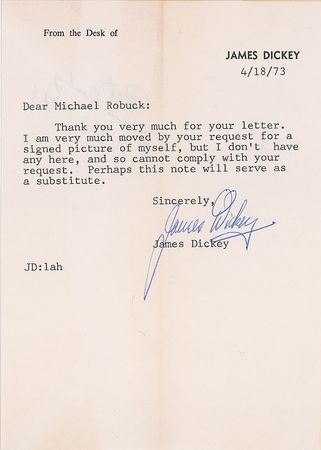 From the Desk of
JAMES DICKEY
4/18/73
Dear Michael Robuck:
Thank you very much for your letter.
I am very much moved by your request for a
signed picture of myself, but I don't have
any here, and so cannot comply with your
request. Perhaps this note will serve as
a substitute.
Sincerely,
James Dickey
James Dickey
JD:lah